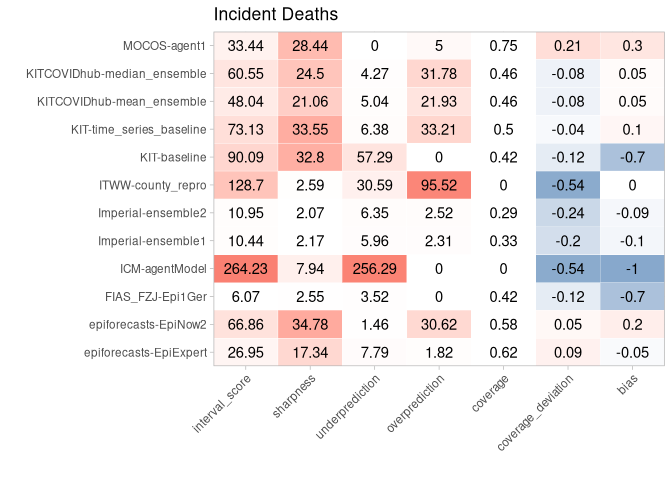 Incident Deaths
MOCOS-agent1 33.44 28.44 0 5 0.75 0.21 0.3
KITCOVIDhub-median_ensemble 60.55 24.5 4.27 31.78 0.46 -0.08 0.05
KITCOVIDhub-mean_ensemble 48.04 21.06 5.04 21.93 0.46 -0.08 0.05
KIT-time_series_baseline 73.13 33.55 6.38 33.21 0.5 -0.04 0.1
KIT-baseline 90.09 32.8 57.29 0 0.42 -0.12 -0.7
ITWW-county_repro 128.7 2.59 30.59 95.52 0 -0.54 0
Imperial-ensemble2 10.95 2.07 6.35 2.52 0.29 -0.24 -0.09
Imperial-ensemble1 10.44 2.17 5.96 2.31 0.33 -0.2 -0.1
ICM-agentModel 264.23 7.94 256.29 0 0 -0.54 -1
FIAS_FZJ-Epi1Ger 6.07 2.55 3.52 0 0.42 -0.12 -0.7
epiforecasts-EpiNow2 66.86 34.78 1.46 30.62 0.58 0.05 0.2
epiforecasts-EpiExpert 26.95 17.34 7.79 1.82 0.62 0.09 -0.05
interval_score sharpness underprediction overprediction coverage coverage_deviation bias